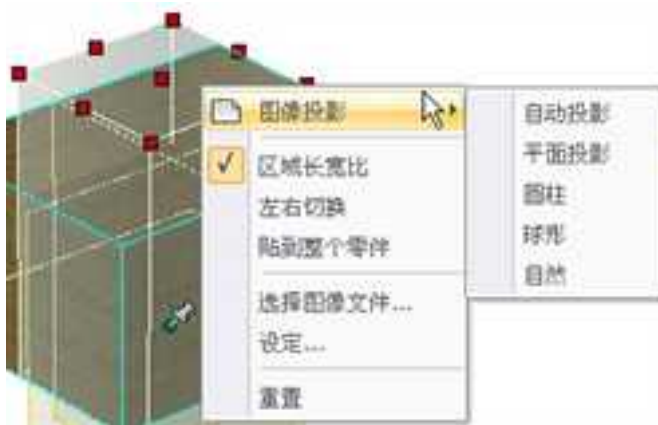 图像投影
区域长宽比
左右切换
贴到整个零件
选择图像文件...
设定...
重置
自动投影
平面投影
圆柱
球形
自然